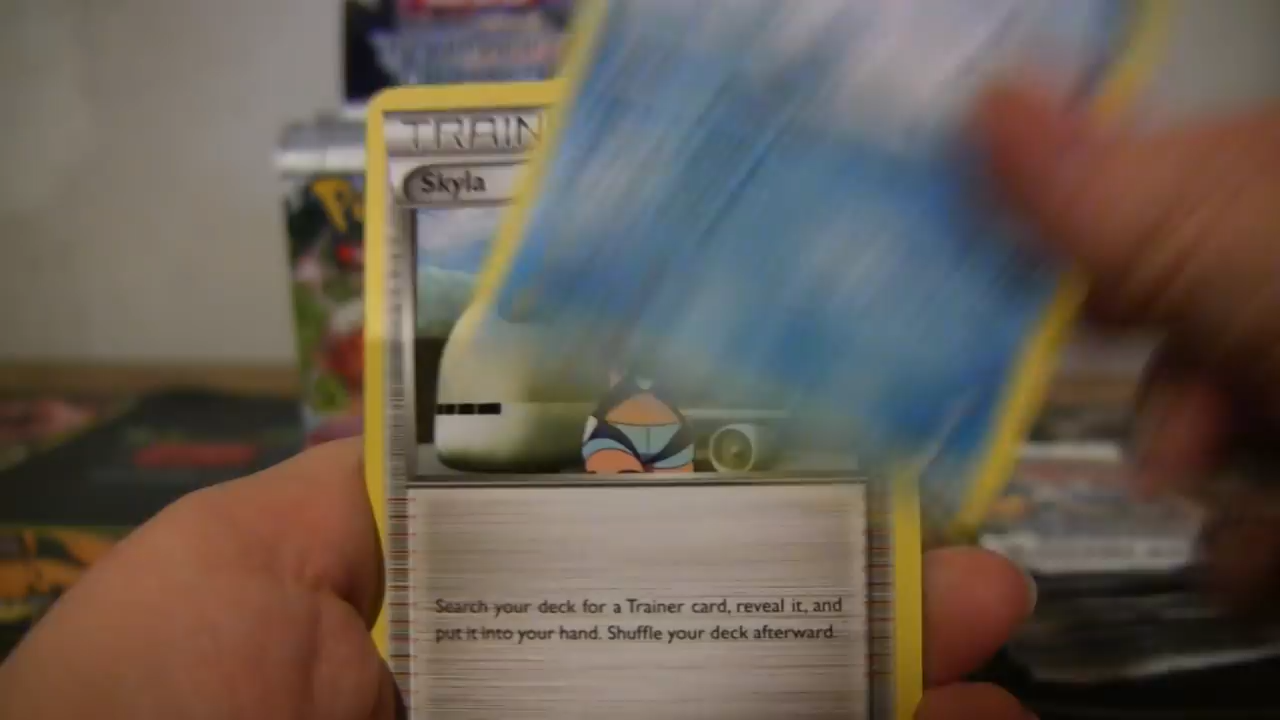 TRAIN
Skyla
Search your deck for a Trainer card, reveal it, and
put it into your hand. Shuffle your deck afterward.